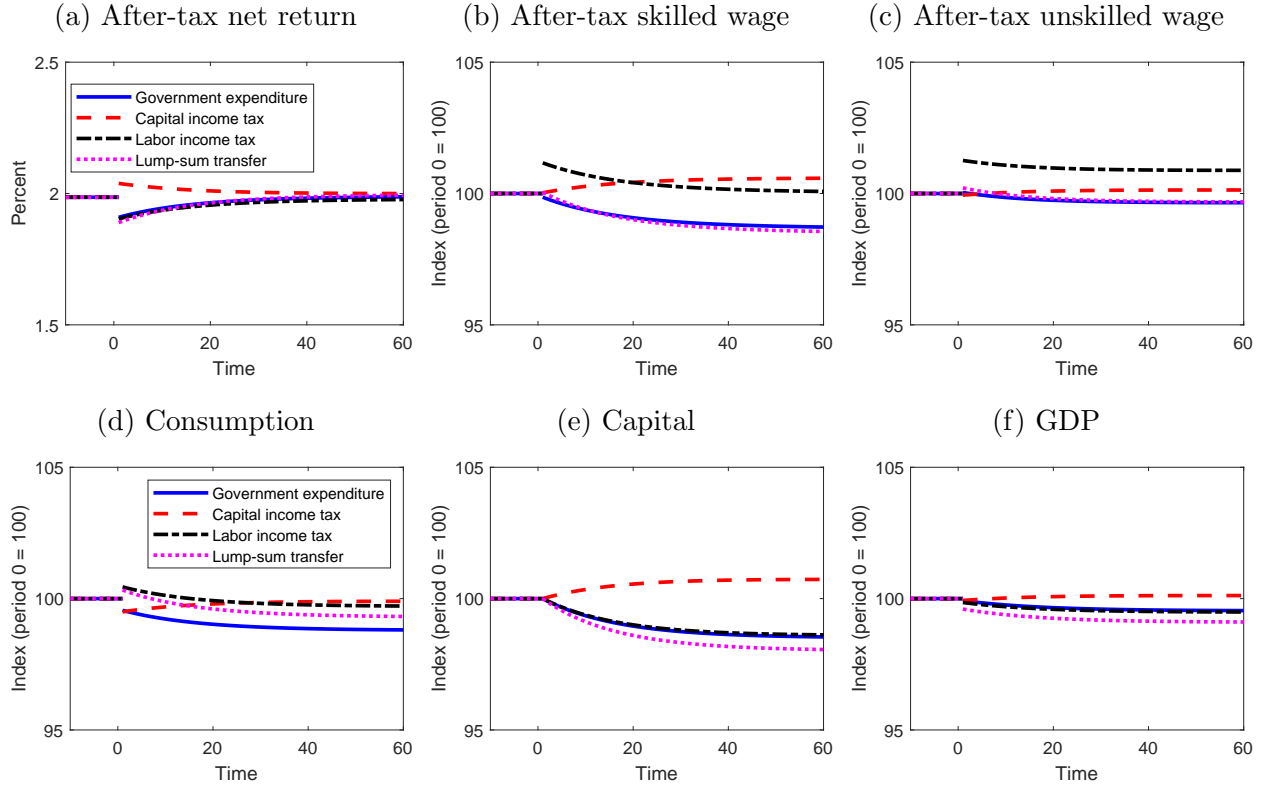 (a) After-tax net return
(b) After-tax skilled wage
(c) After-tax unskilled wage
2.5
2
1.5
Percent
Government expenditure
Capital income tax
Labor income tax
Lump-sum transfer
0 20 40 60
Time
105
100
95
Index (period 0 = 100)
0 20 40 60
Time
105
100
95
Index (period 0 = 100)
0 20 40 60
Time
(d) Consumption
(e) Capital
(f) GDP
105
100
95
Index (period 0 = 100)
Government expenditure
Capital income tax
Labor income tax
Lump-sum transfer
0 20 40 60
Time
105
100
95
Index (period 0 = 100)
0 20 40 60
Time
105
100
95
Index (period 0 = 100)
0 20 40 60
Time